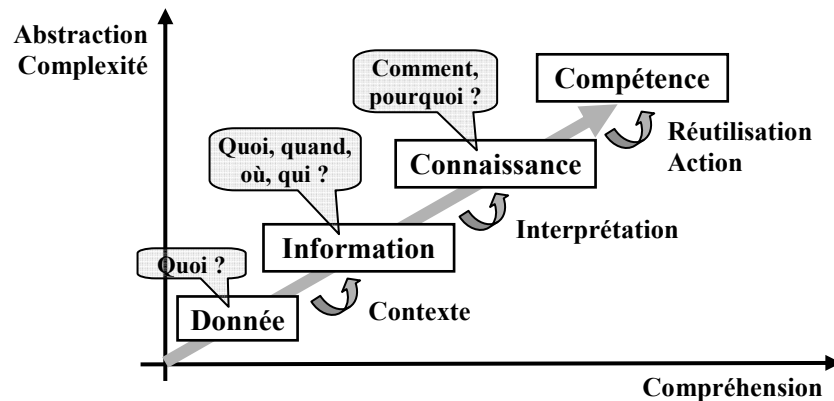 Abstraction
Complexité
Comment,
pourquoi ?
Compétence
Quoi, quand,
où, qui ?
Connaissance
Réutilisation
Action
Quoi ?
Information
Interprétation
Donnée
Contexte
Compréhension